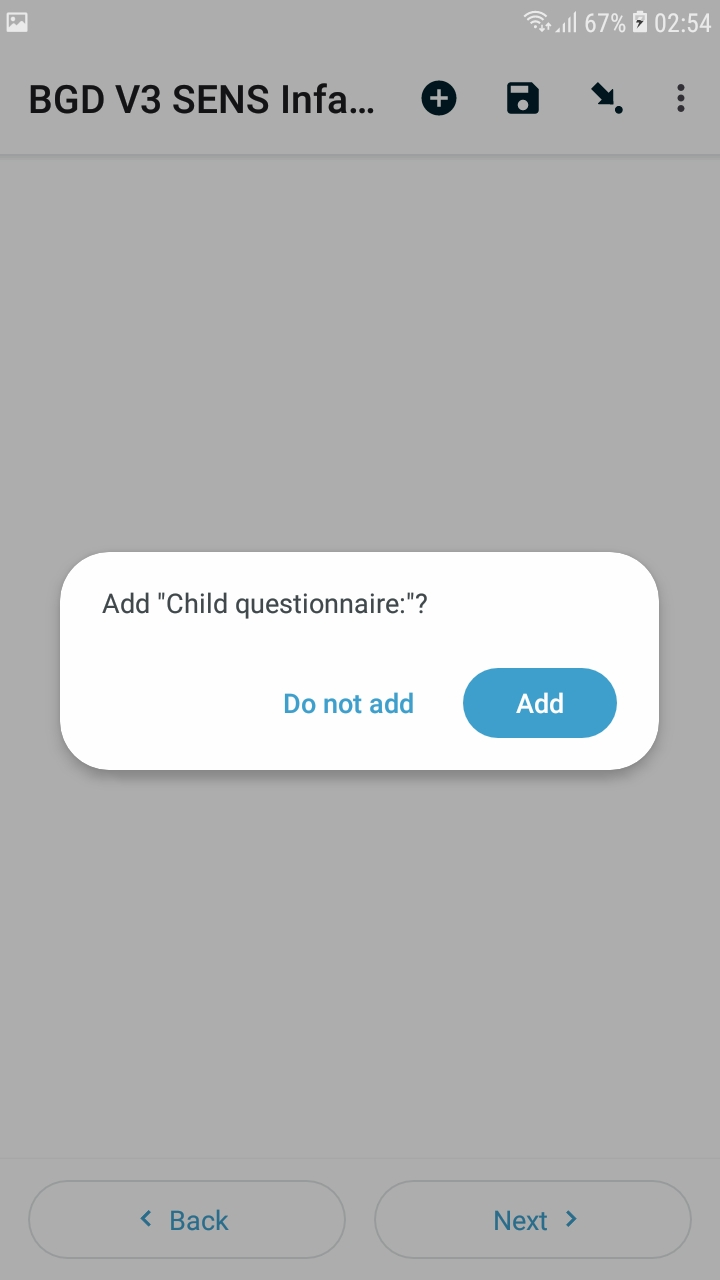 67% 02:54
BGD V3 SENS Infa...
Add "Child questionnaire:"?
Do not add Add
Back Next